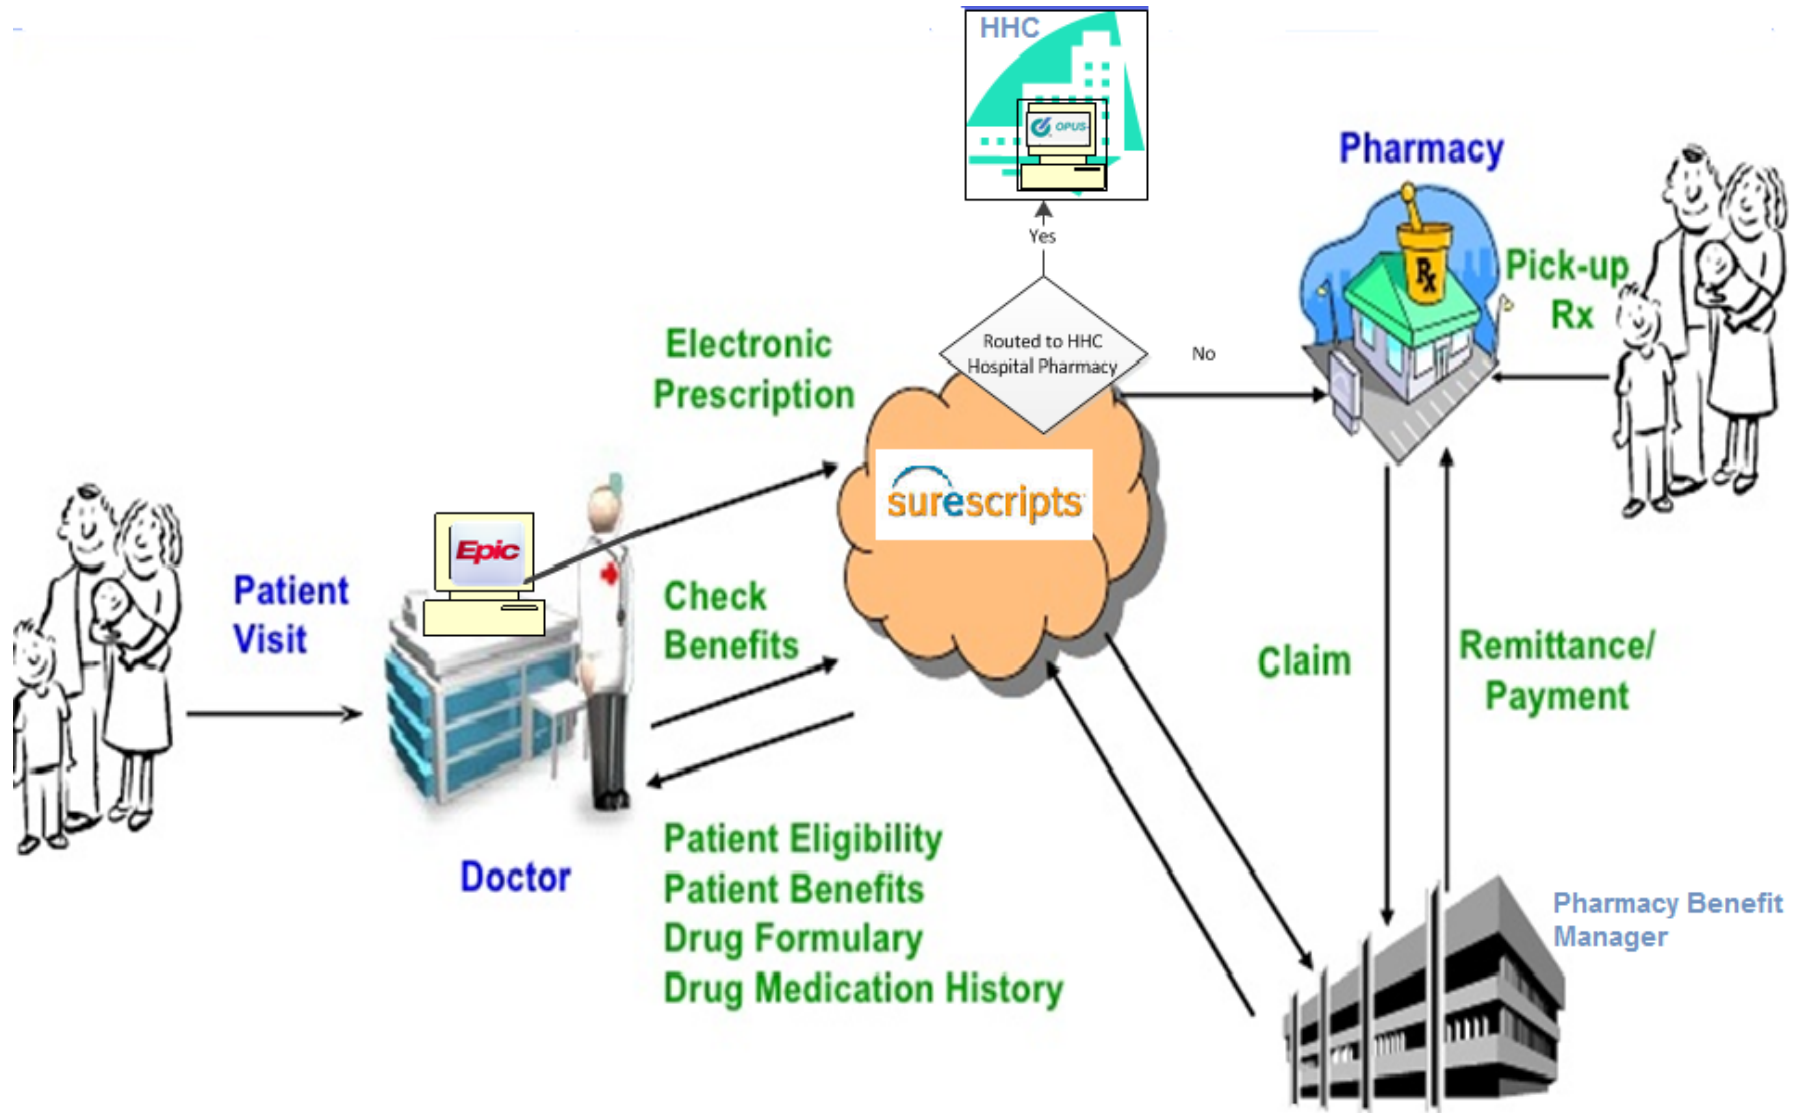 HHC
OPUS
Pharmacy
Yes
Pick-up
Rx
Rx
Electronic
Prescription
Routed to HHC
Hospital Pharmacy
No
surescripts
Epic
Patient
Visit
Check
Benefits
Claim
Remittance/
Payment
Doctor
Patient Eligibility
Patient Benefits
Drug Formulary
Drug Medication History
Pharmacy Benefit
Manager